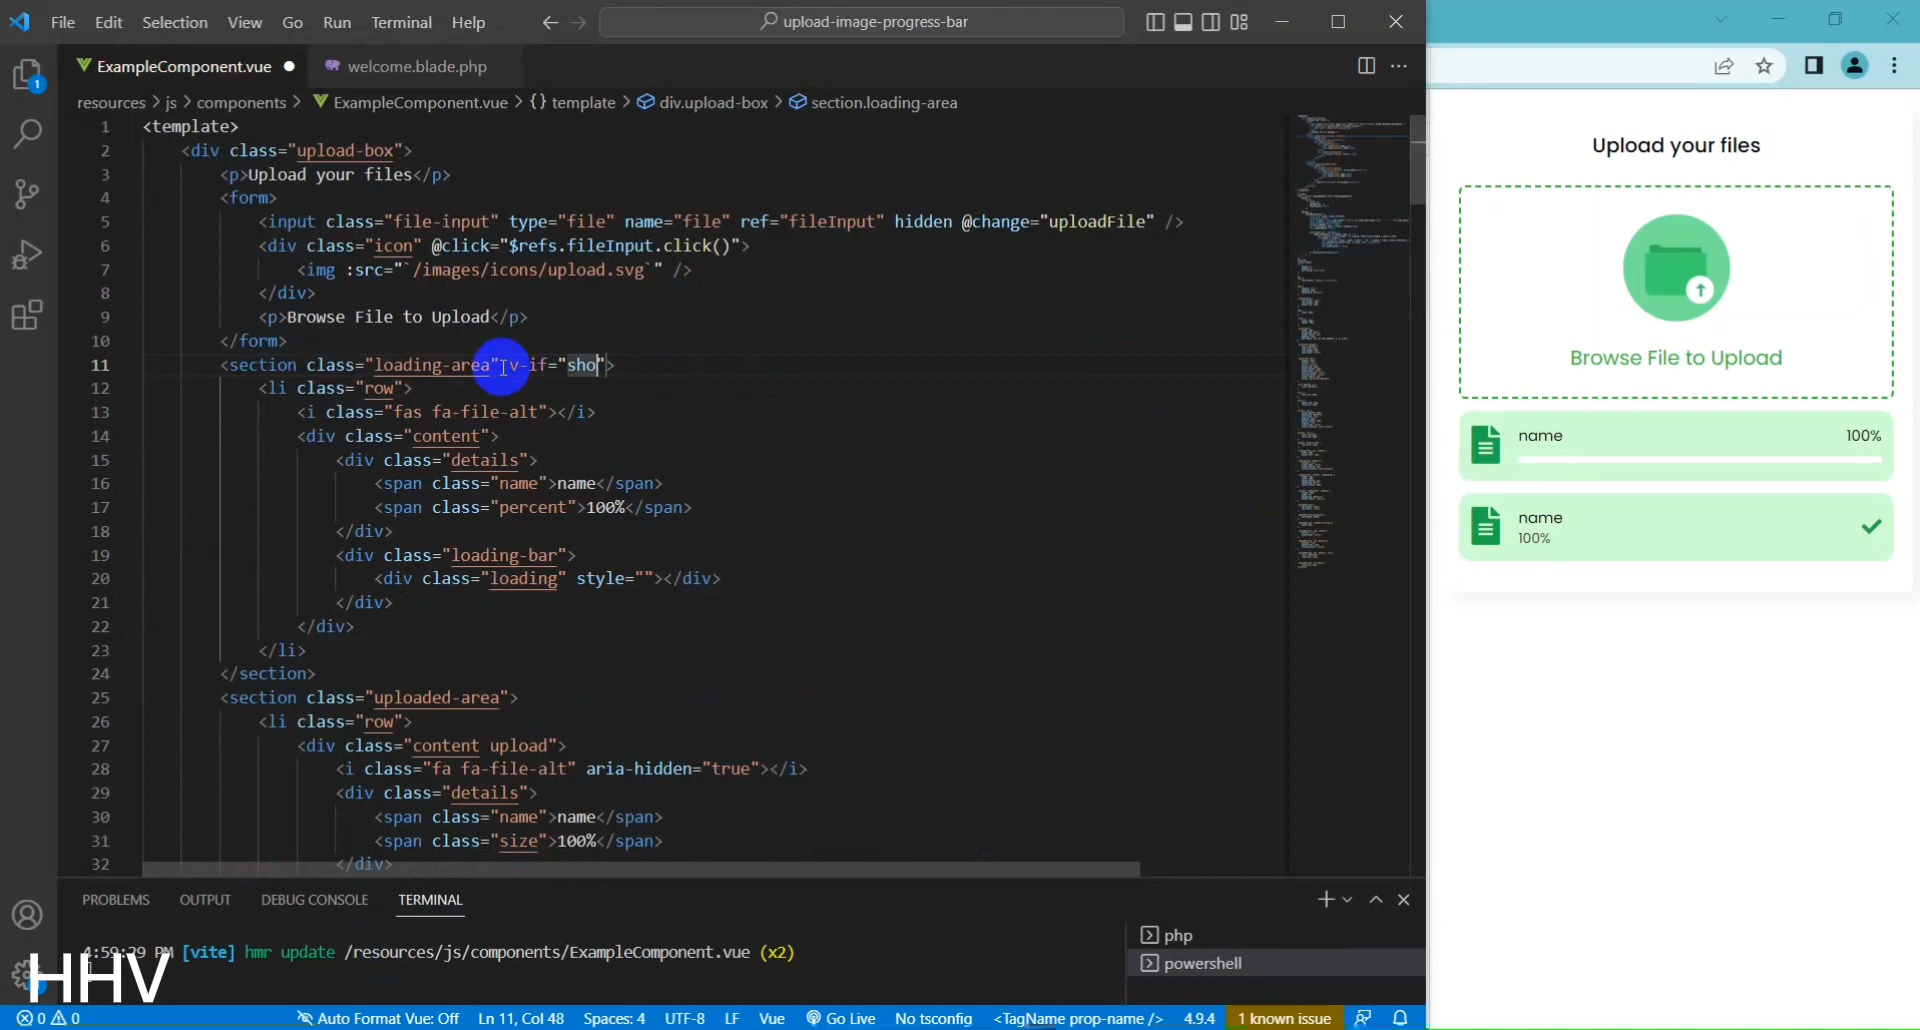 File Edit Selection View Go Run Terminal Help
upload-image-progress-bar
ExampleComponent.vue
welcome.blade.php
resources > js > components > ExampleComponent.vue > {} template > div.upload-box > section.loading-area
1 <template>
2 <div class="upload-box">
3 <p>Upload your files</p>
4 <form>
5 <input class="file-input" type="file" name="file" ref="fileInput" hidden @change="uploadFile" />
6 <div class="icon" @click="$refs.fileInput.click()">
7 <img :src="`/images/icons/upload.svg`" />
8 </div>
9 <p>Browse File to Upload</p>
10 </form>
11 <section class="loading-area" v-if="sho">
12 <li class="row">
13 <i class="fas fa-file-alt"></i>
14 <div class="content">
15 <div class="details">
16 <span class="name">name</span>
17 <span class="percent">100%</span>
18 </div>
19 <div class="loading-bar">
20 <div class="loading" style=""></div>
21 </div>
22 </div>
23 </li>
24 </section>
25 <section class="uploaded-area">
26 <li class="row">
27 <div class="content upload">
28 <i class="fa fa-file-alt" aria-hidden="true"></i>
29 <div class="details">
30 <span class="name">name</span>
31 <span class="size">100%</span>
32 </div>
PROBLEMS OUTPUT DEBUG CONSOLE TERMINAL
4:59:29 PM [vite] hmr update /resources/js/components/ExampleComponent.vue (x2)
php
powershell
HHV
0 0 Auto Format Vue: Off Ln 11, Col 48 Spaces: 4 UTF-8 LF Vue Go Live No tsconfig <TagName prop-name /> 4.9.4 1 known issue
Upload your files
Browse File to Upload
name 100%
name
100%